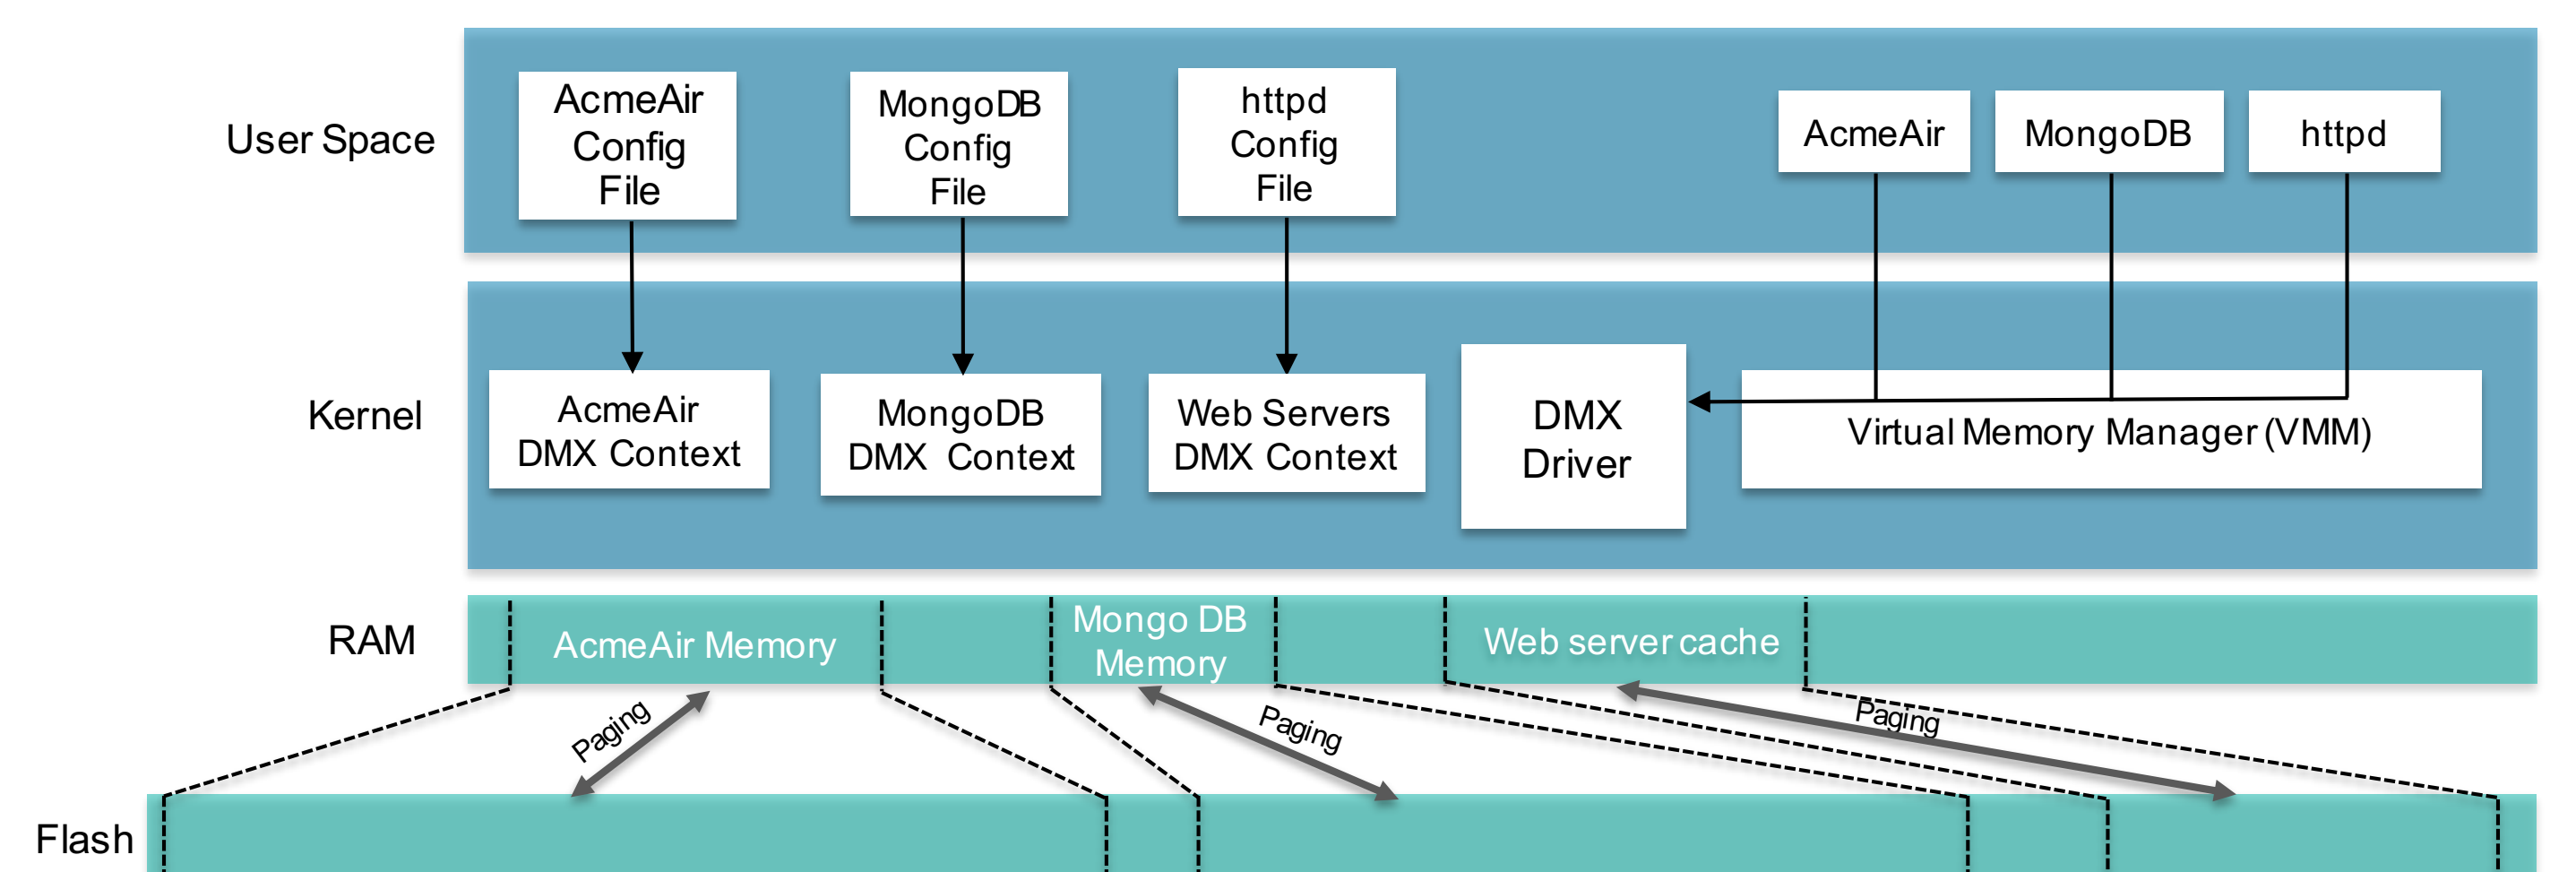 User Space
AcmeAir
Config
File
MongoDB
Config
File
httpd
Config
File
AcmeAir
MongoDB
httpd
Kernel
AcmeAir
DMX Context
MongoDB
DMX Context
Web Servers
DMX Context
DMX
Driver
Virtual Memory Manager (VMM)
RAM
AcmeAir Memory
Mongo DB
Memory
Web server cache
Paging
Paging
Paging
Flash